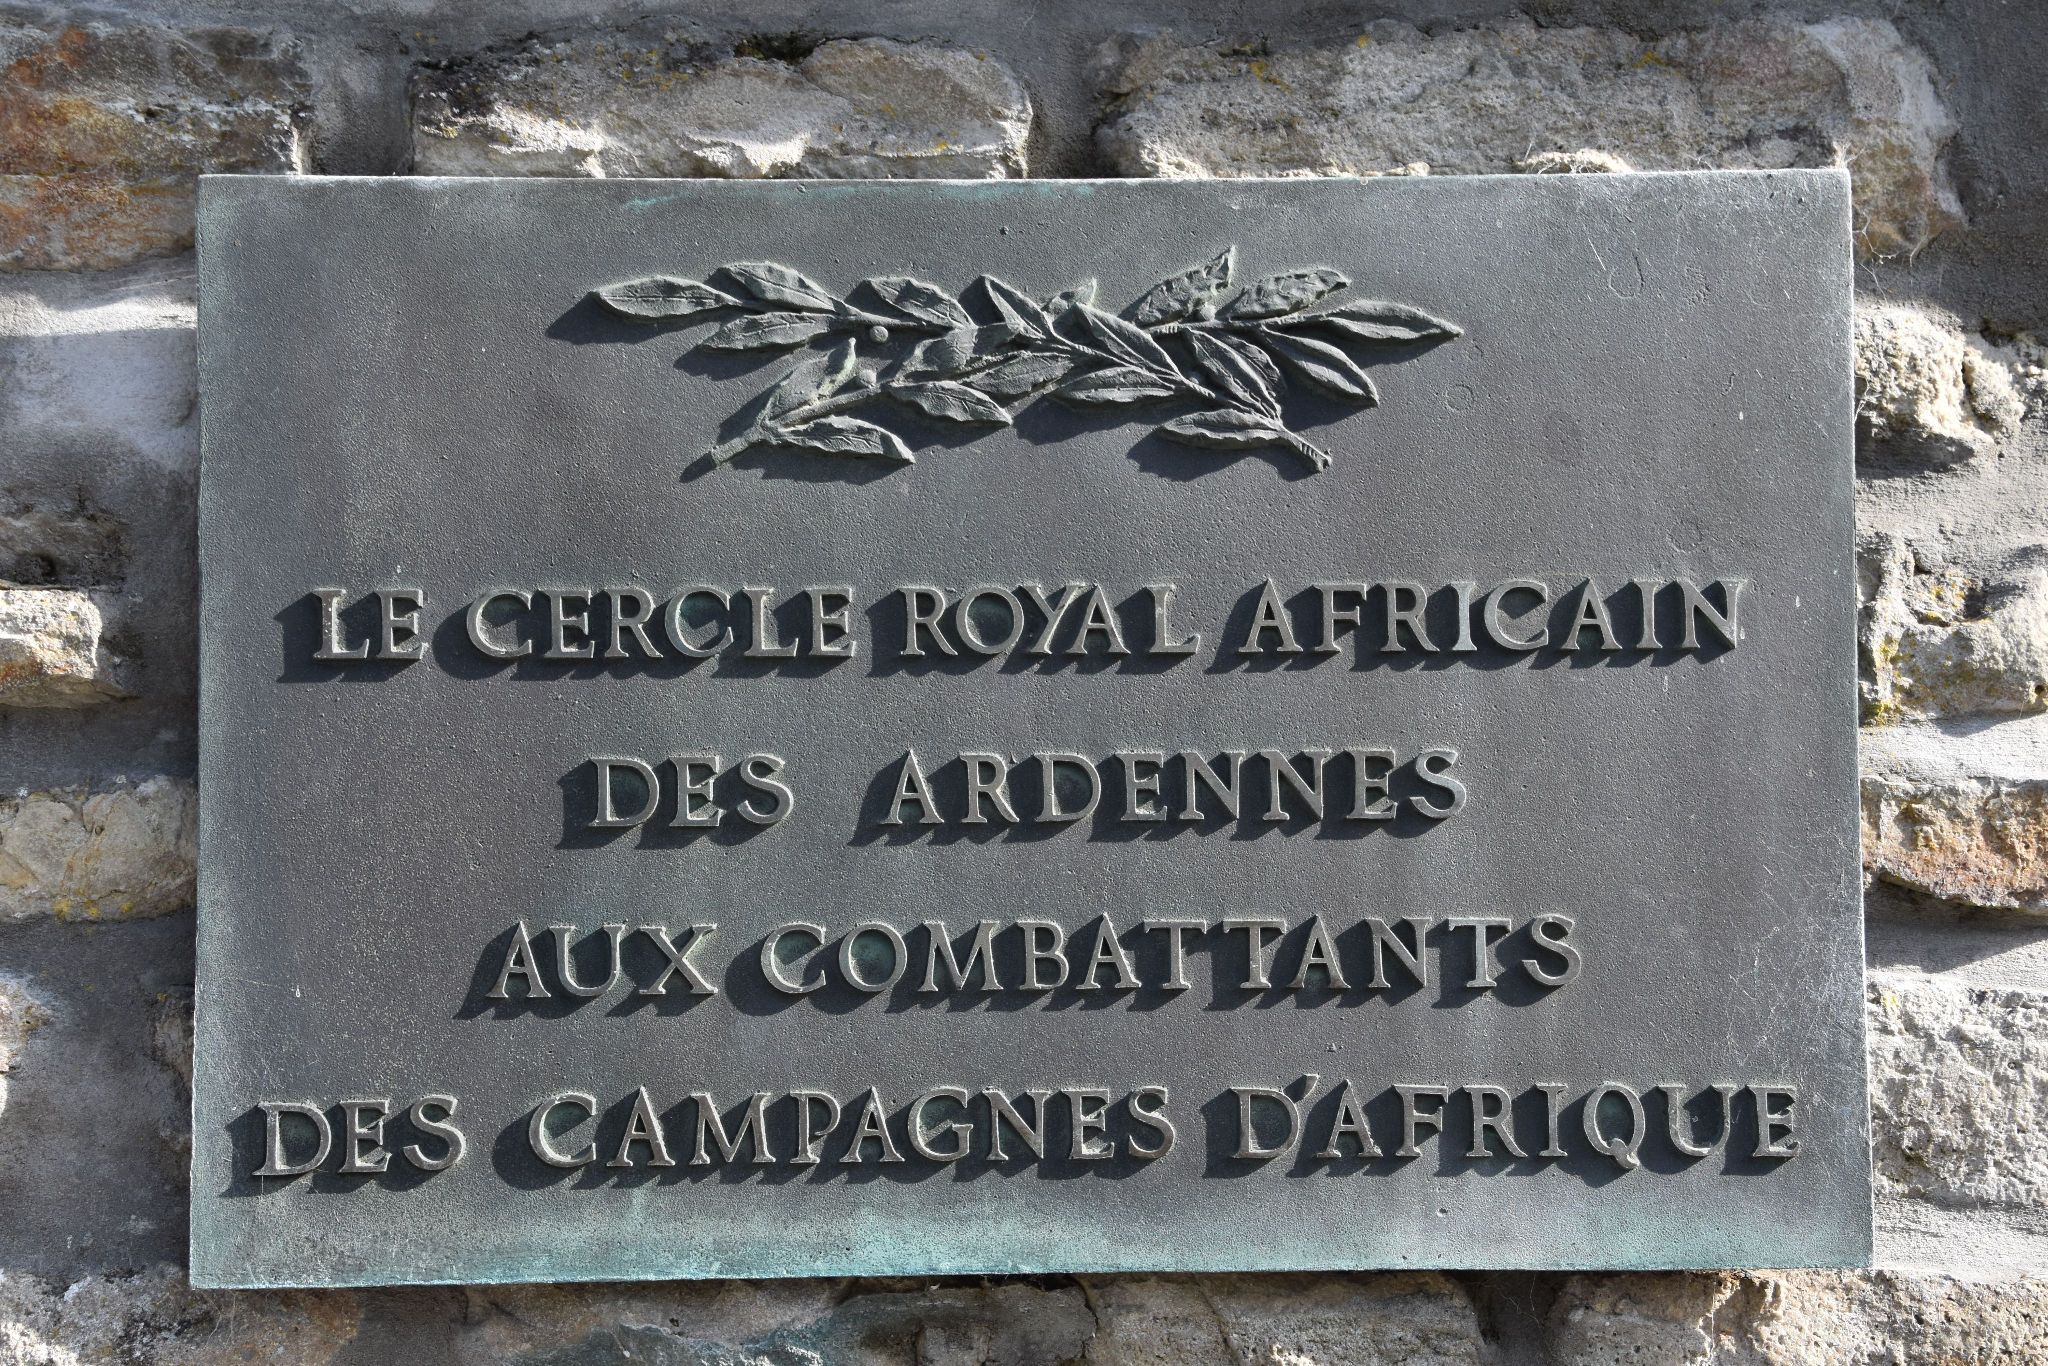 LE CERCLE ROYAL AFRICAIN
DES ARDENNES
AUX COMBATTANTS
DES CAMPAGNES D'AFRIQUE